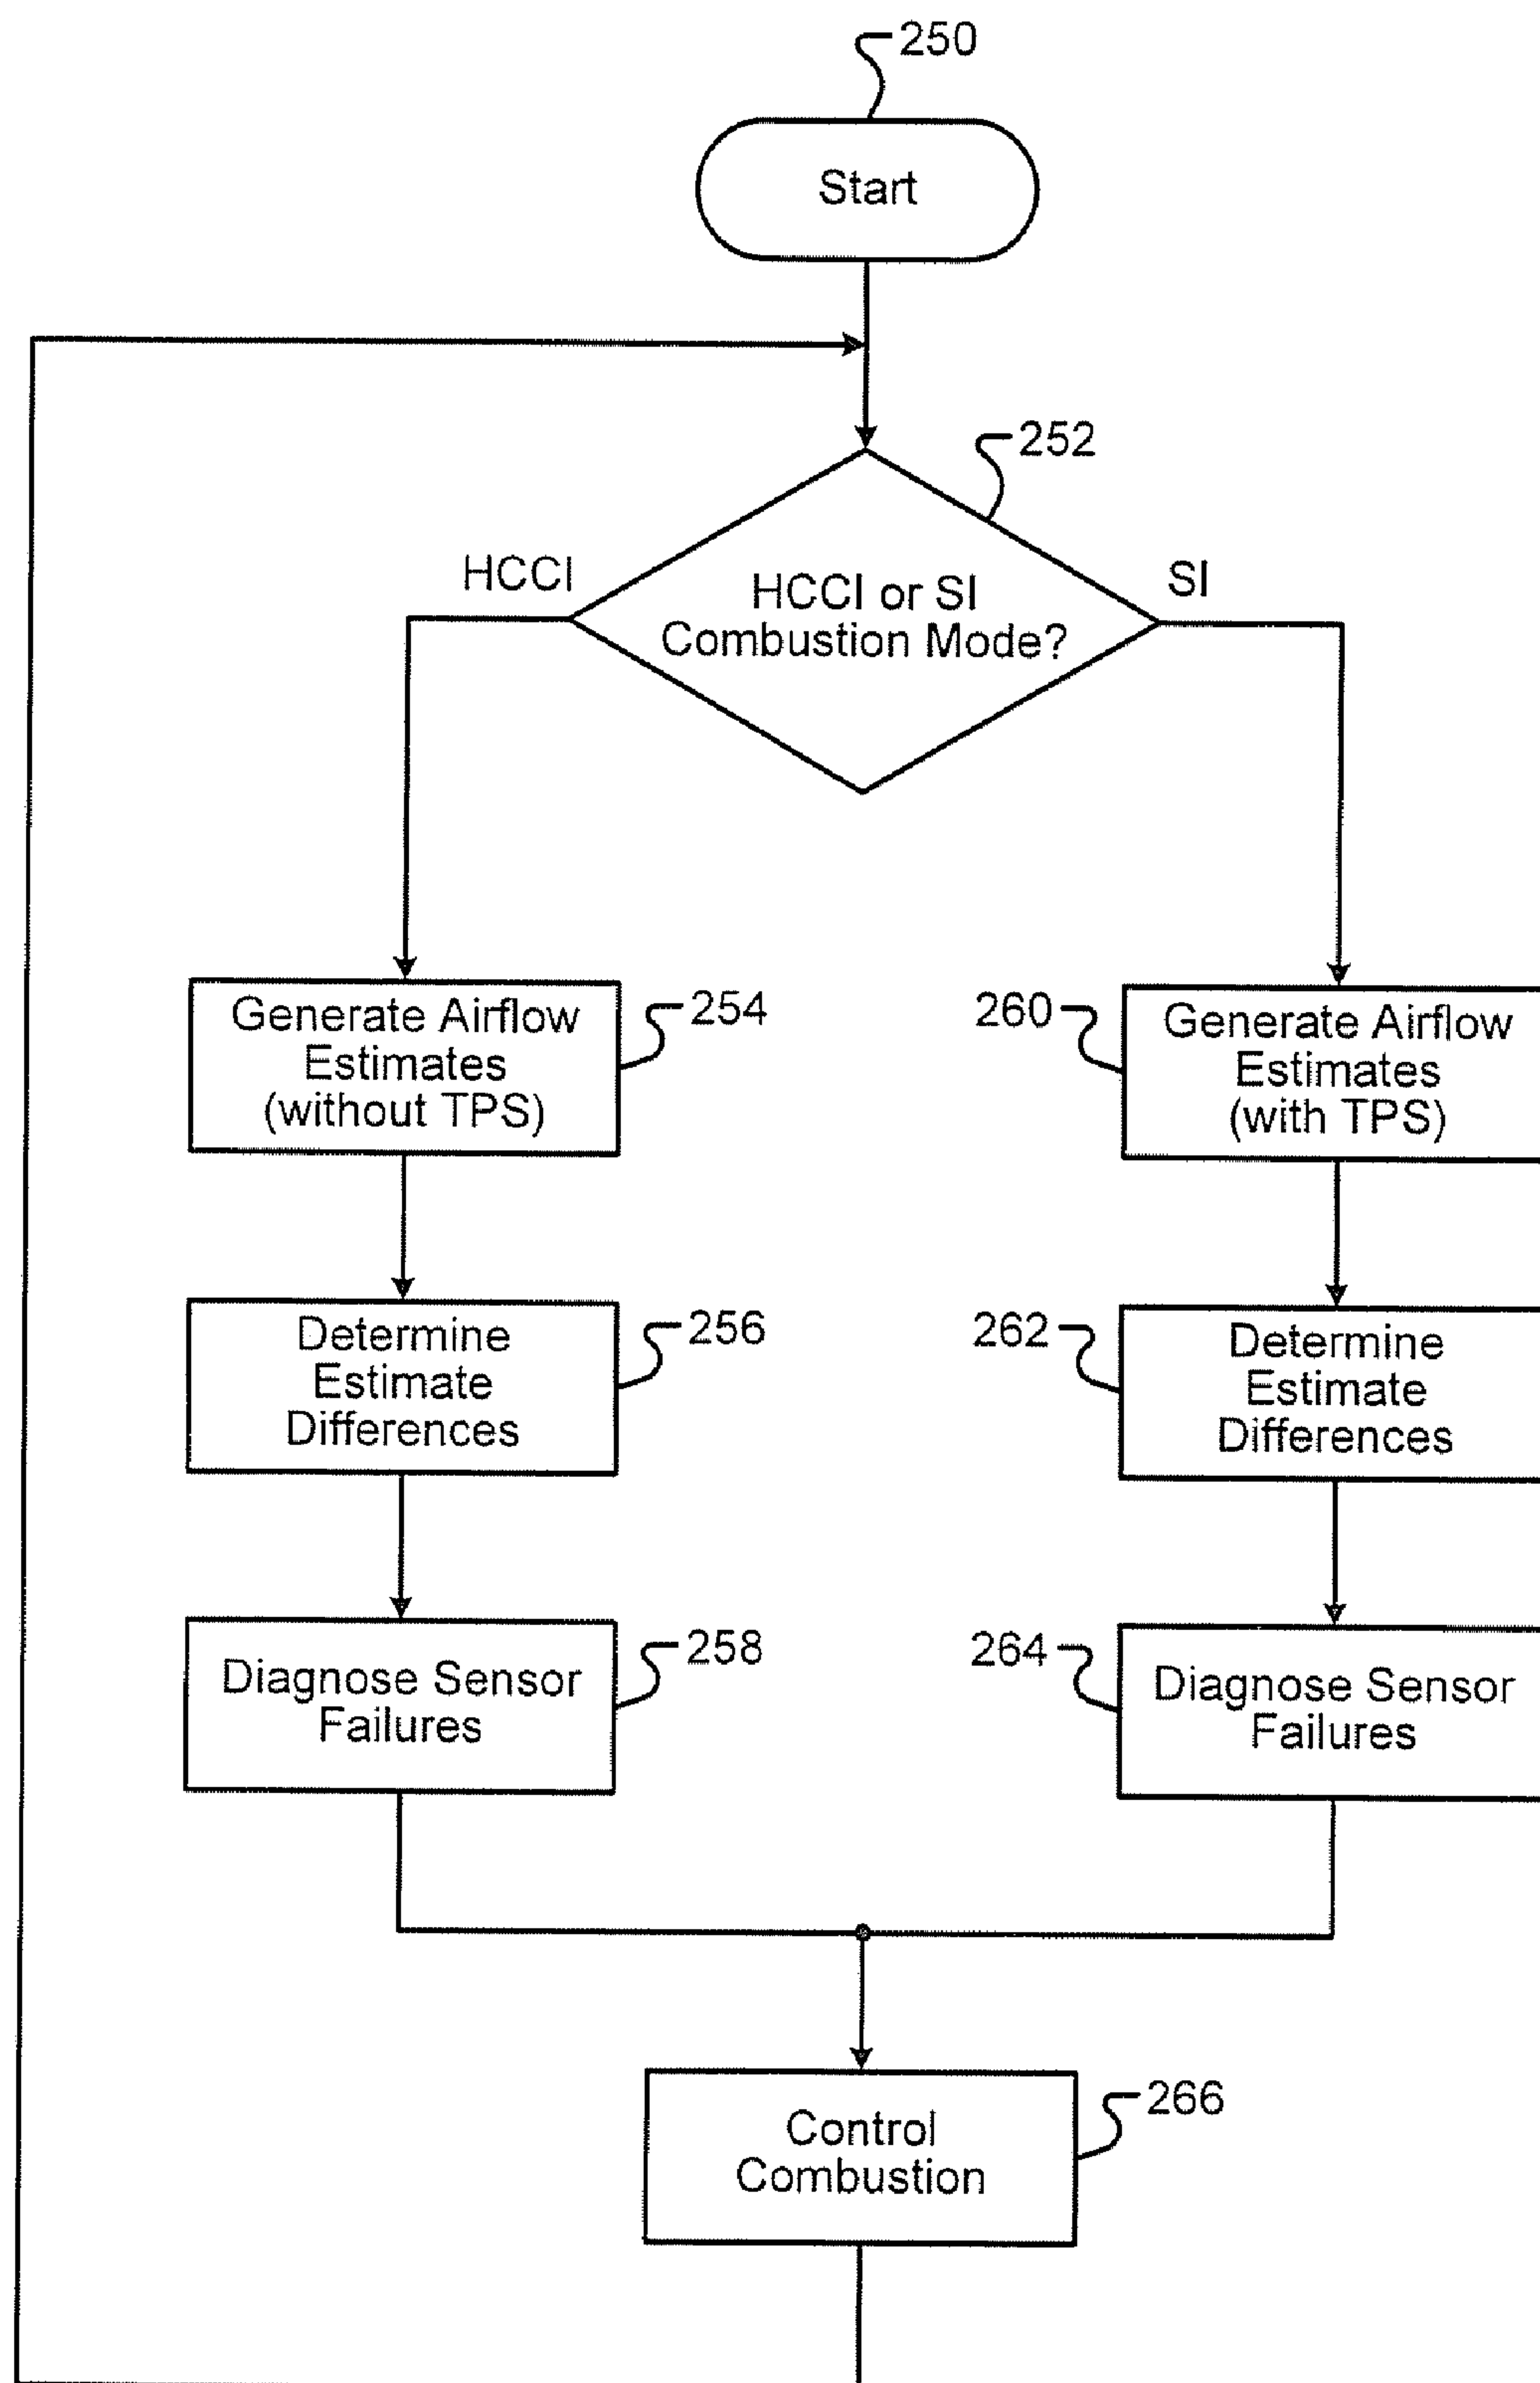 250
Start
252
HCCI
HCCI or SI
Combustion Mode?
SI
Generate Airflow
Estimates
(without TPS)
254
260
Generate Airflow
Estimates
(with TPS)
Determine
Estimate
Differences
256
262
Determine
Estimate
Differences
Diagnose Sensor
Failures
258
264
Diagnose Sensor
Failures
Control
Combustion
266